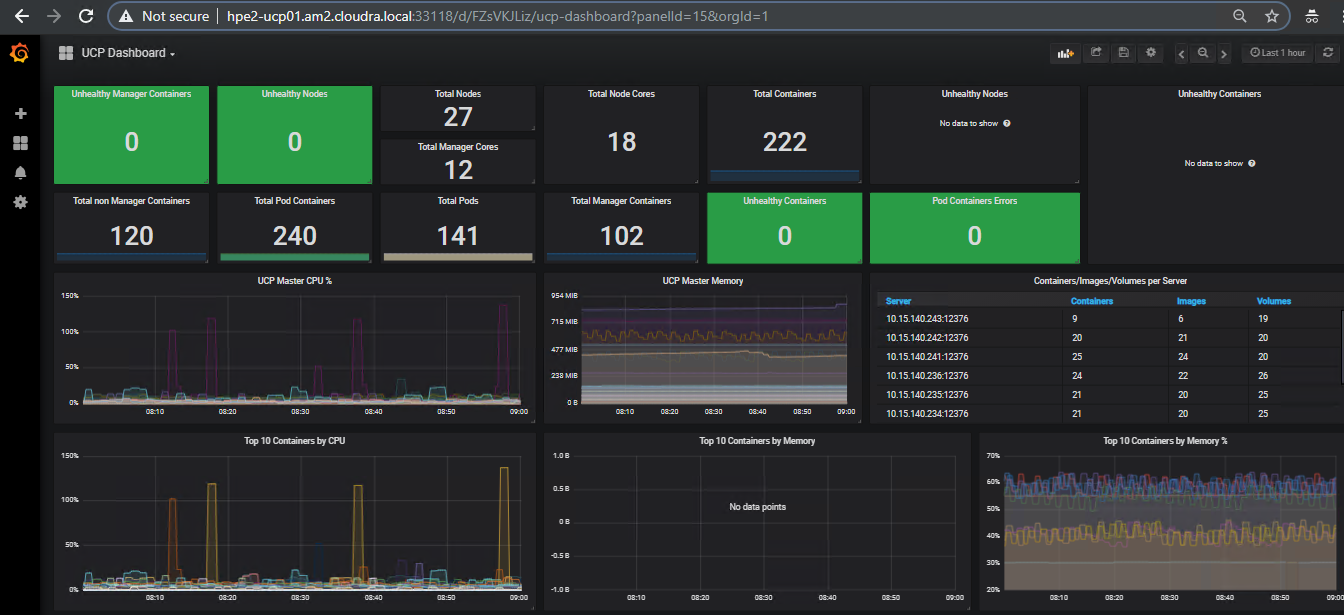 Not secure | hpe2-ucp01.am2.cloudra.local:33118/d/FZsVKJLiz/ucp-dashboard?panelId=15&orgId=1
UCP Dashboard
Last 1 hour
Unhealthy Manager Containers
0
Unhealthy Nodes
0
Total Nodes
27
Total Manager Cores
12
Total Node Cores
18
Total Containers
222
Unhealthy Nodes
No data to show
Unhealthy Containers
No data to show
Total non Manager Containers
120
Total Pod Containers
240
Total Pods
141
Total Manager Containers
102
Unhealthy Containers
0
Pod Containers Errors
0
UCP Master CPU %
150%
100%
50%
0%
08:10 08:20 08:30 08:40 08:50 09:00
UCP Master Memory
954 MiB
715 MiB
477 MiB
238 MiB
0 B
08:10 08:20 08:30 08:40 08:50 09:00
Containers/Images/Volumes per Server
Server Containers Images Volumes
10.15.140.243:12376 9 6 19
10.15.140.242:12376 20 21 20
10.15.140.241:12376 25 24 20
10.15.140.236:12376 24 22 26
10.15.140.235:12376 21 20 25
10.15.140.234:12376 21 20 25
Top 10 Containers by CPU
150%
100%
50%
0%
08:10 08:20 08:30 08:40 08:50 09:00
Top 10 Containers by Memory
1.0 B
0.5 B
0 B
-0.5 B
-1.0 B
No data points
08:10 08:20 08:30 08:40 08:50 09:00
Top 10 Containers by Memory %
70%
60%
50%
40%
30%
20%
08:10 08:20 08:30 08:40 08:50 09:00